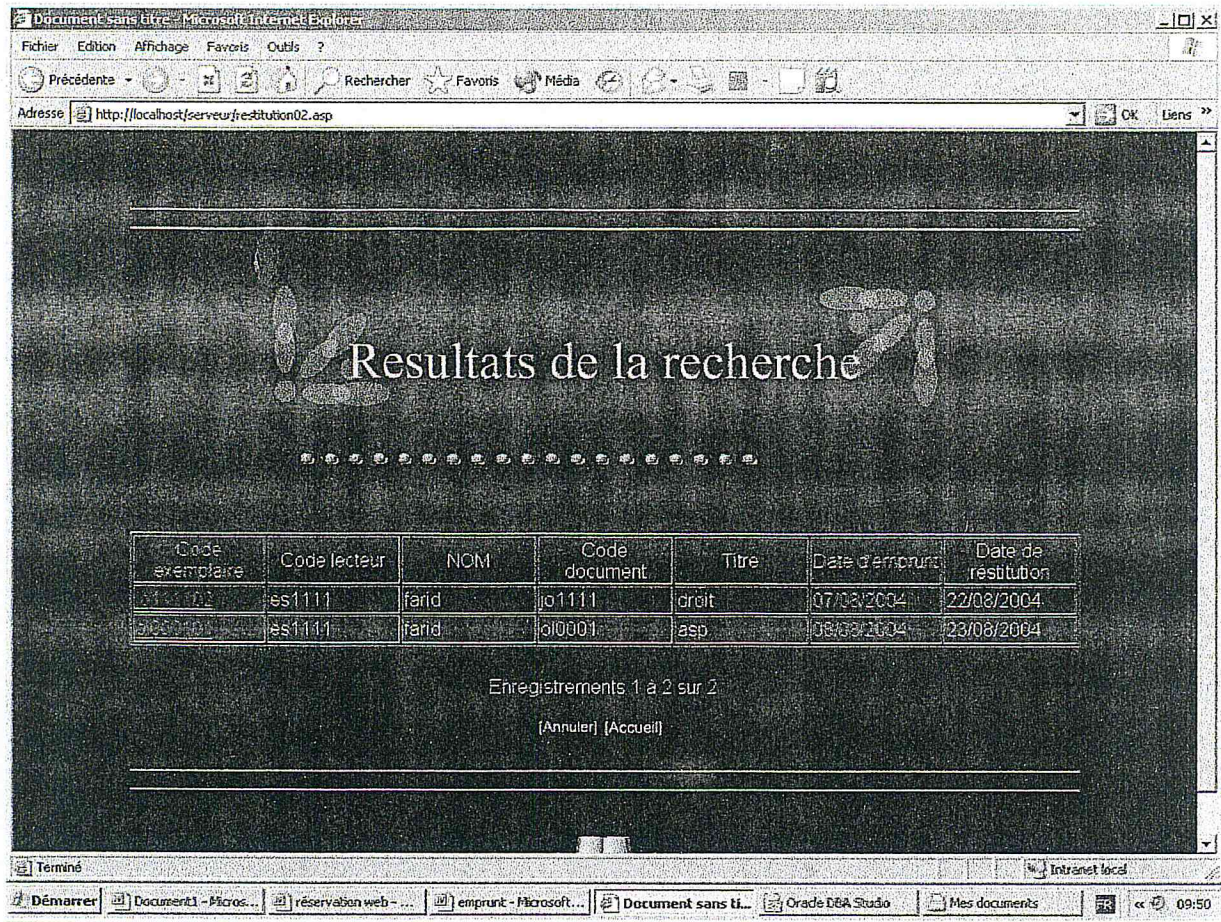 Document sans titre - Microsoft Internet Explorer
Fichier Edition Affichage Favoris Outils ?
Précédente Rechercher Favoris Média
Adresse http://localhost/serveur/restitution02.asp OK Liens »
Resultats de la recherche
Code exemplaire Code lecteur NOM Code document Titre Date d'emprunt Date de restitution
es1111 farid jo1111 droit 07/08/2004 22/08/2004
es1111 farid ol0001 asp 08/08/2004 23/08/2004
Enregistrements 1 à 2 sur 2
[Annuler] [Accueil]
Terminé Intranet local
Démarrer Document1 - Micros... réservation web - ... emprunt - Microsoft... Document sans ti... Oracle DBA Studio Mes documents FR « 09:50